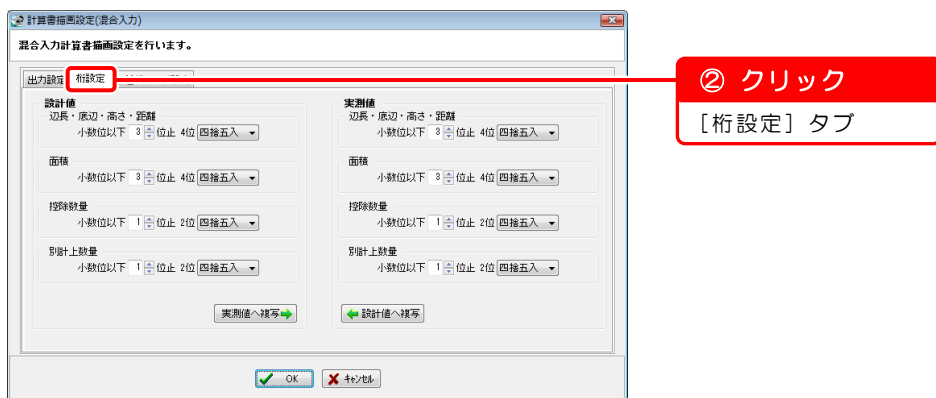 計算書描画設定(混合入力)
混合入力計算書描画設定を行います。
出力設定 桁設定
設計値
辺長・底辺・高さ・距離
小数位以下 3 位止 4位 四捨五入
面積
小数位以下 3 位止 4位 四捨五入
控除数量
小数位以下 1 位止 2位 四捨五入
別計上数量
小数位以下 1 位止 2位 四捨五入
実測値へ複写
実測値
辺長・底辺・高さ・距離
小数位以下 3 位止 4位 四捨五入
面積
小数位以下 3 位止 4位 四捨五入
控除数量
小数位以下 1 位止 2位 四捨五入
別計上数量
小数位以下 1 位止 2位 四捨五入
設計値へ複写
OK キャンセル
② クリック
[桁設定] タブ